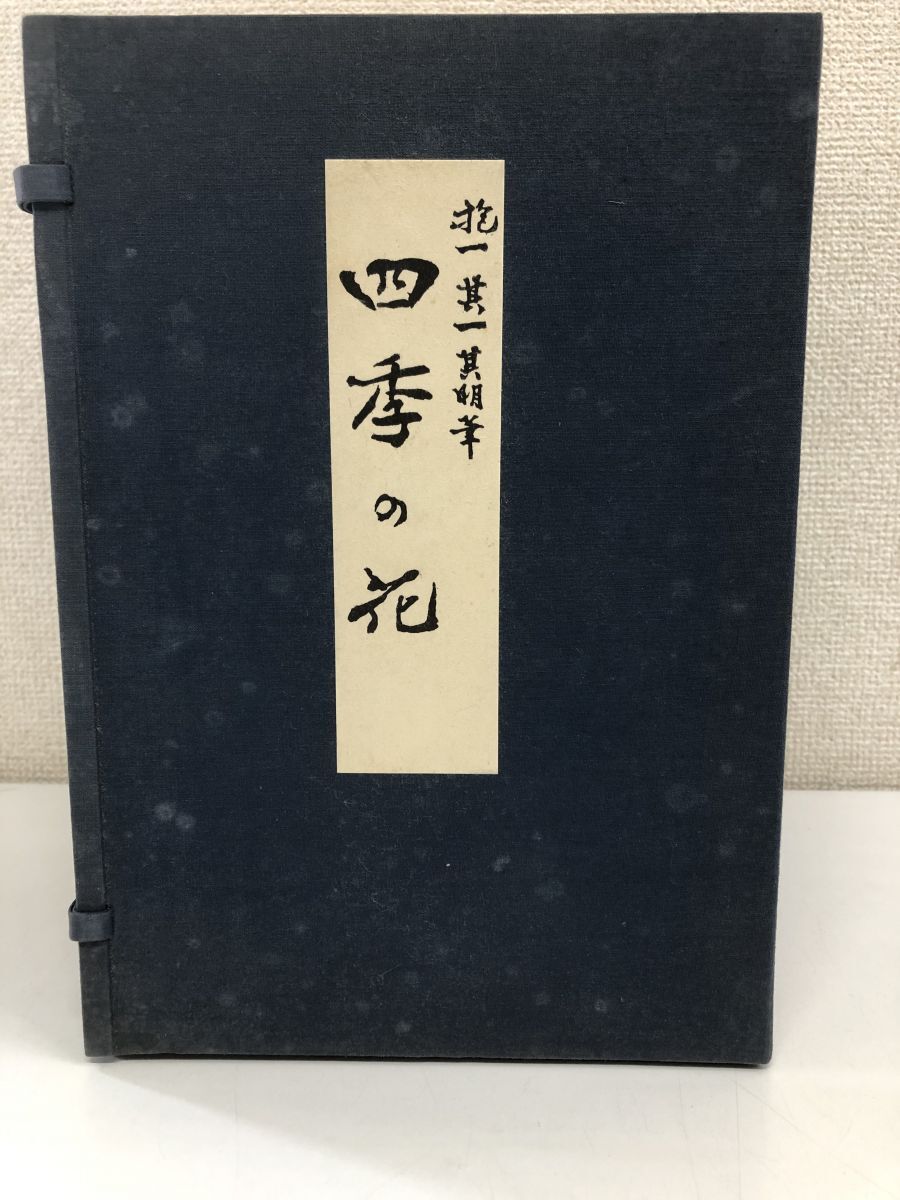 抱一 其一 其明筆
四季の花